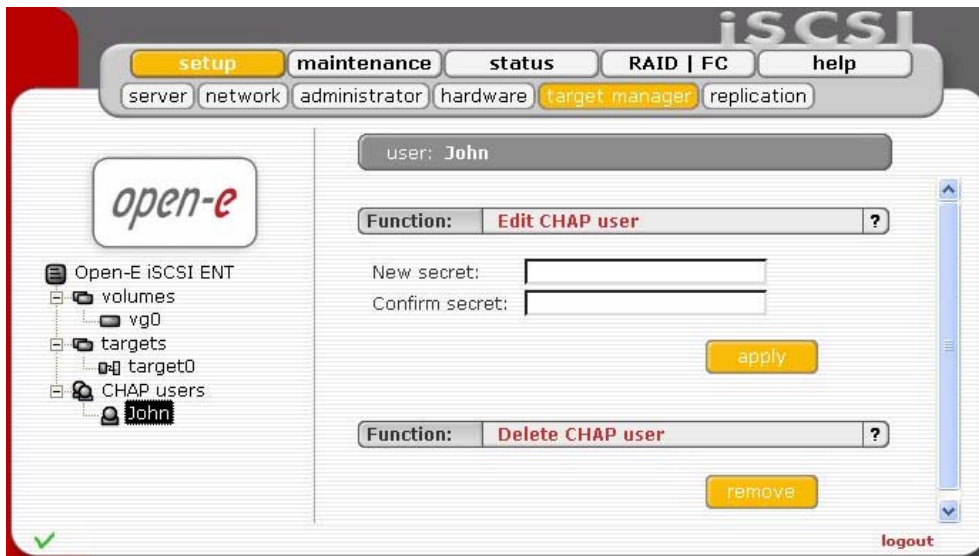 iSCSI
setup maintenance status RAID | FC help
server network administrator hardware target manager replication
user: John
open-e
Function: Edit CHAP user ?
Open-E iSCSI ENT
New secret:
volumes
Confirm secret:
vg0
targets
apply
target0
CHAP users
John
Function: Delete CHAP user ?
remove
logout